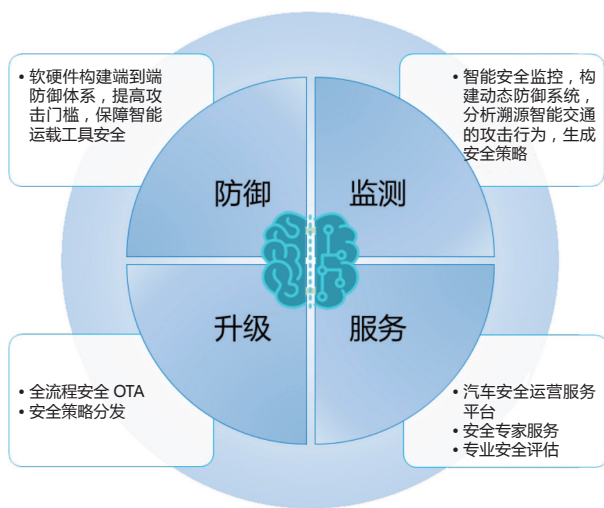 • 软硬件构建端到端
防御体系，提高攻
击门槛，保障智能
运载工具安全
• 智能安全监控，构
建动态防御系统，
分析溯源智能交通
的攻击行为，生成
安全策略
防御
监测
升级
服务
• 全流程安全 OTA
• 安全策略分发
• 汽车安全运营服务
平台
• 安全专家服务
• 专业安全评估